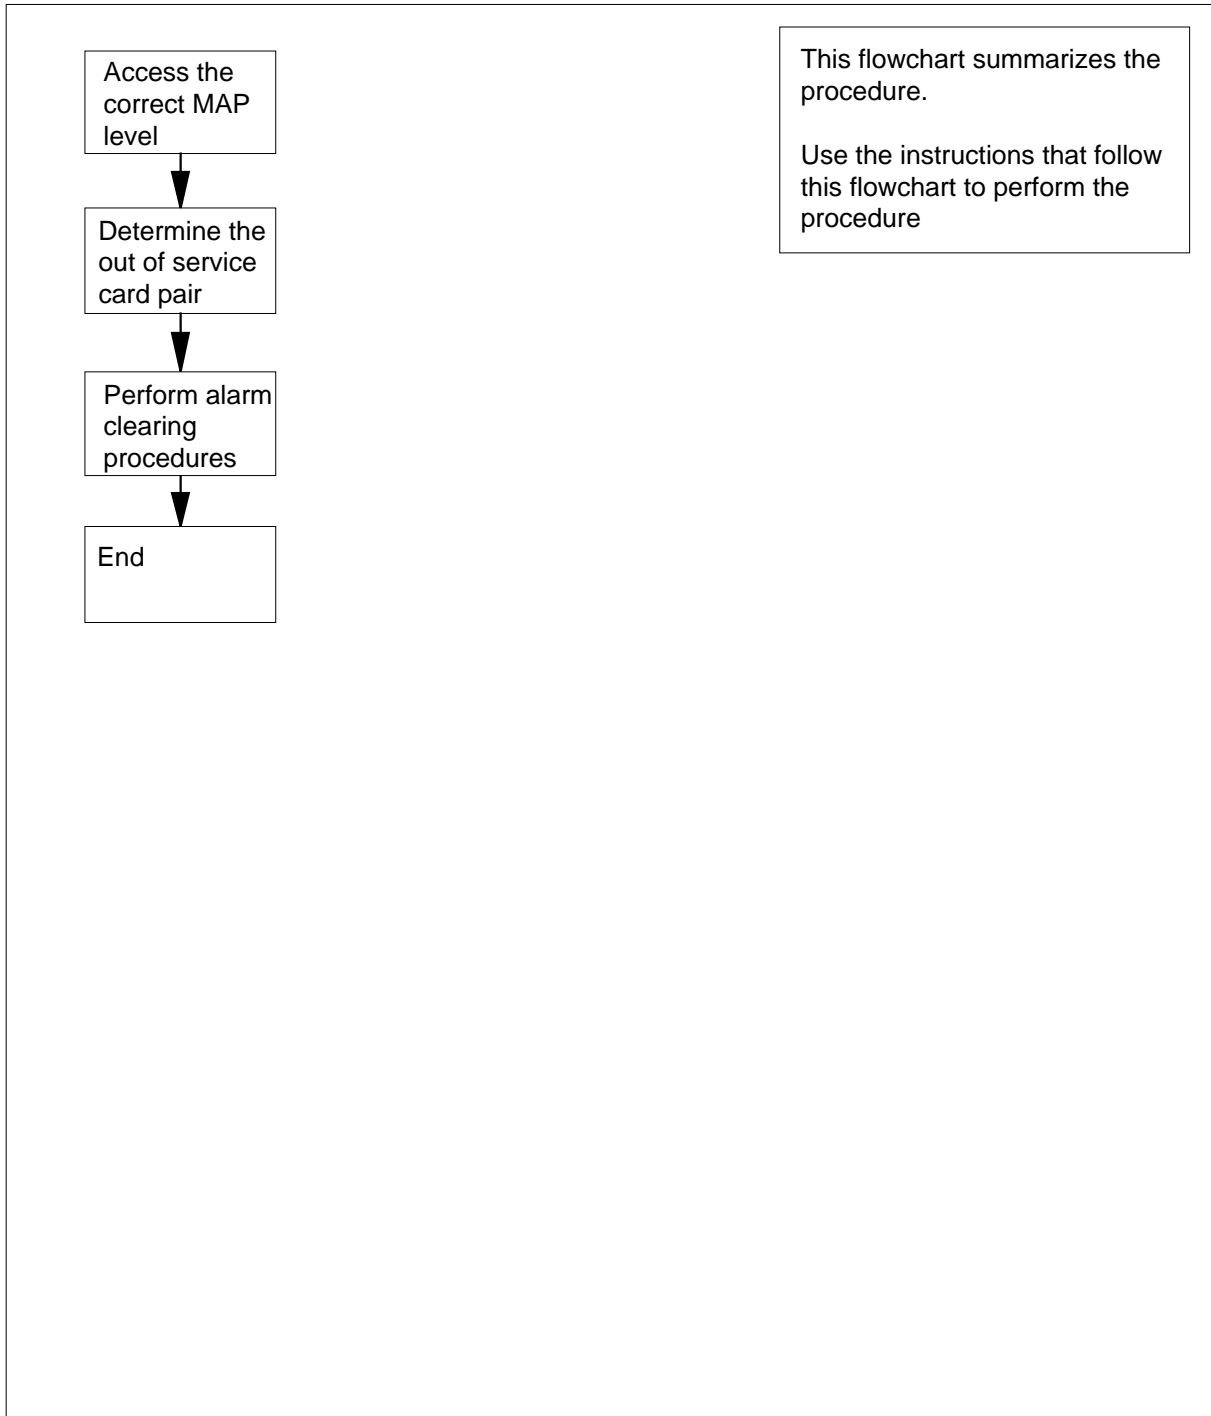 Access the
correct MAP
level
Determine the
out of service
card pair
Perform alarm
clearing
procedures
End
This flowchart summarizes the
procedure.
Use the instructions that follow
this flowchart to perform the
procedure